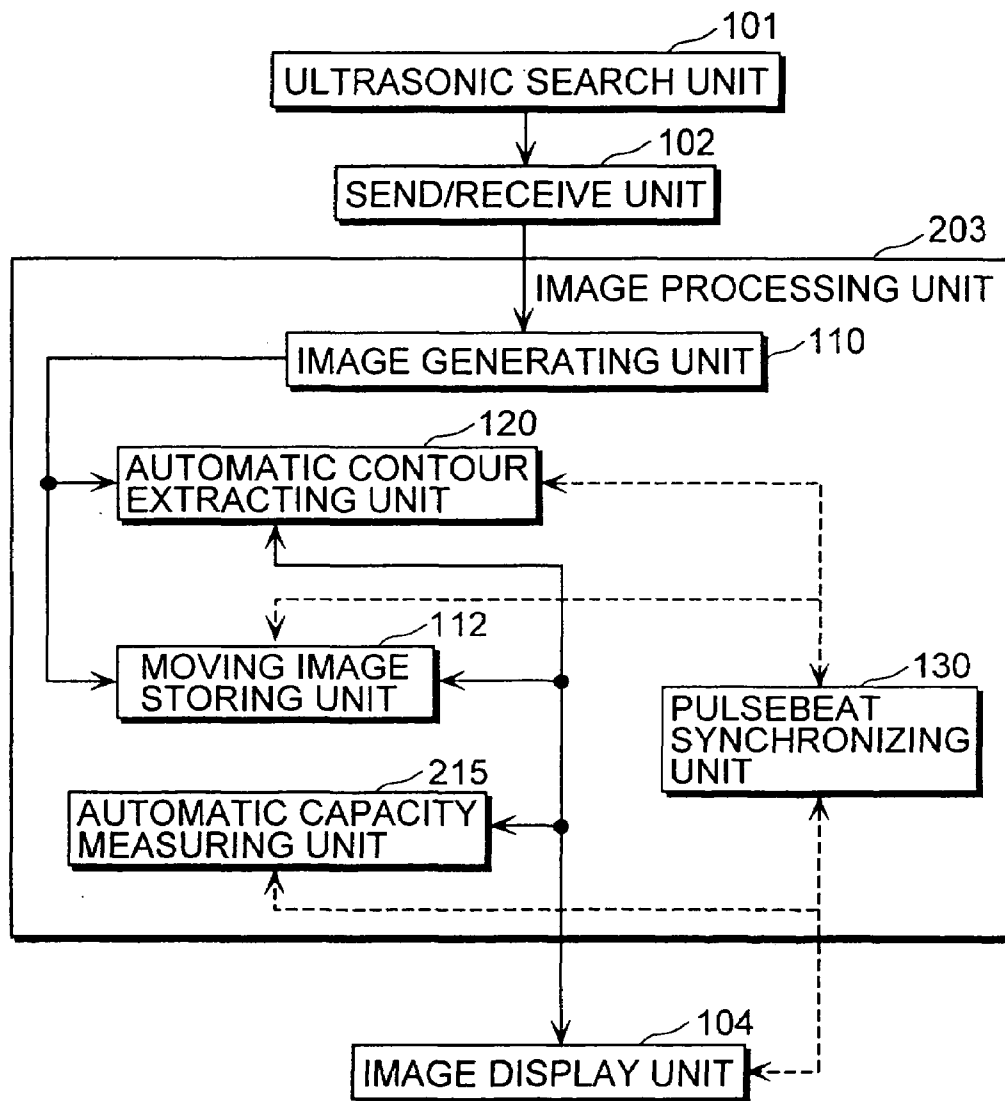 101
ULTRASONIC SEARCH UNIT
102
SEND/RECEIVE UNIT
203
IMAGE PROCESSING UNIT
IMAGE GENERATING UNIT
110
120
AUTOMATIC CONTOUR
EXTRACTING UNIT
112
MOVING IMAGE
STORING UNIT
130
PULSEBEAT
SYNCHRONIZING
UNIT
215
AUTOMATIC CAPACITY
MEASURING UNIT
104
IMAGE DISPLAY UNIT